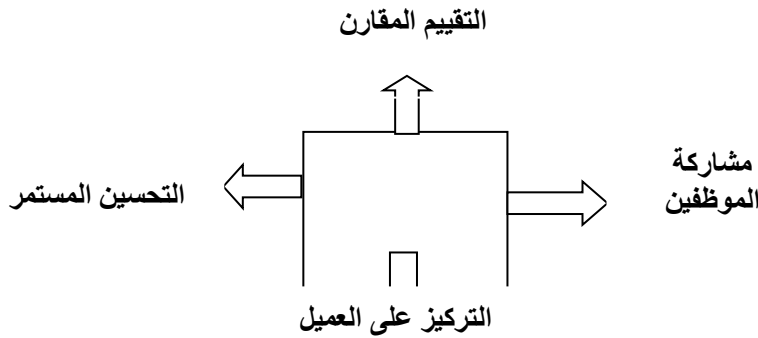 التقييم المقارن
مشاركة
الموظفين
التحسين المستمر
التركيز على العميل